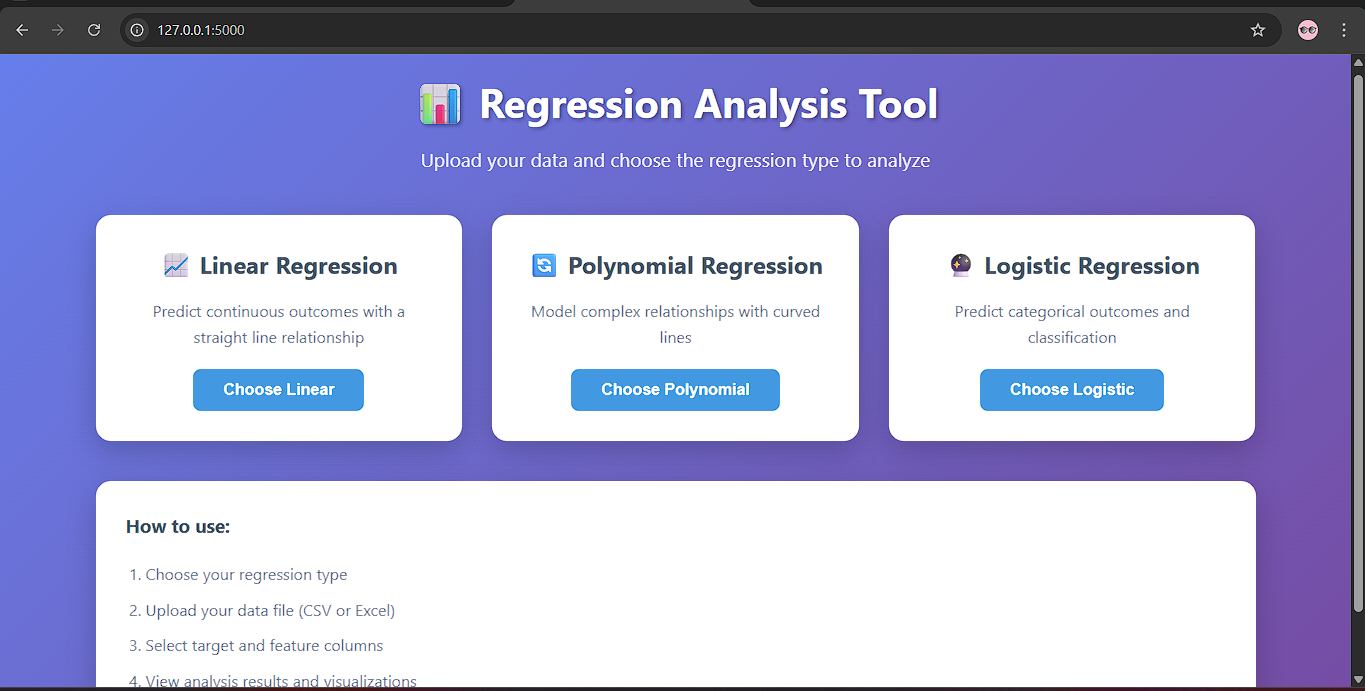 127.0.0.1:5000
Regression Analysis Tool
Upload your data and choose the regression type to analyze
Linear Regression
Predict continuous outcomes with a
straight line relationship
Choose Linear
Polynomial Regression
Model complex relationships with curved
lines
Choose Polynomial
Logistic Regression
Predict categorical outcomes and
classification
Choose Logistic
How to use:
1. Choose your regression type
2. Upload your data file (CSV or Excel)
3. Select target and feature columns
4. View analysis results and visualizations